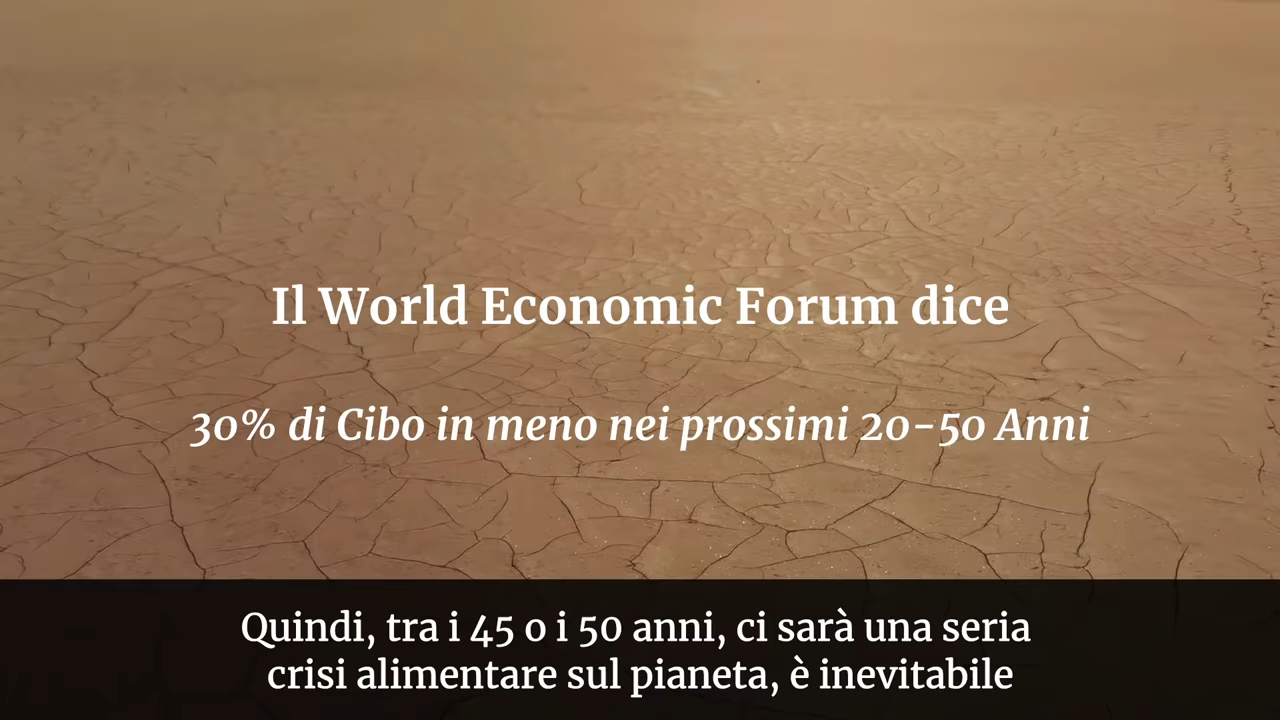 Il World Economic Forum dice
30% di Cibo in meno nei prossimi 20-50 Anni
Quindi, tra i 45 o i 50 anni, ci sarà una seria
crisi alimentare sul pianeta, è inevitabile